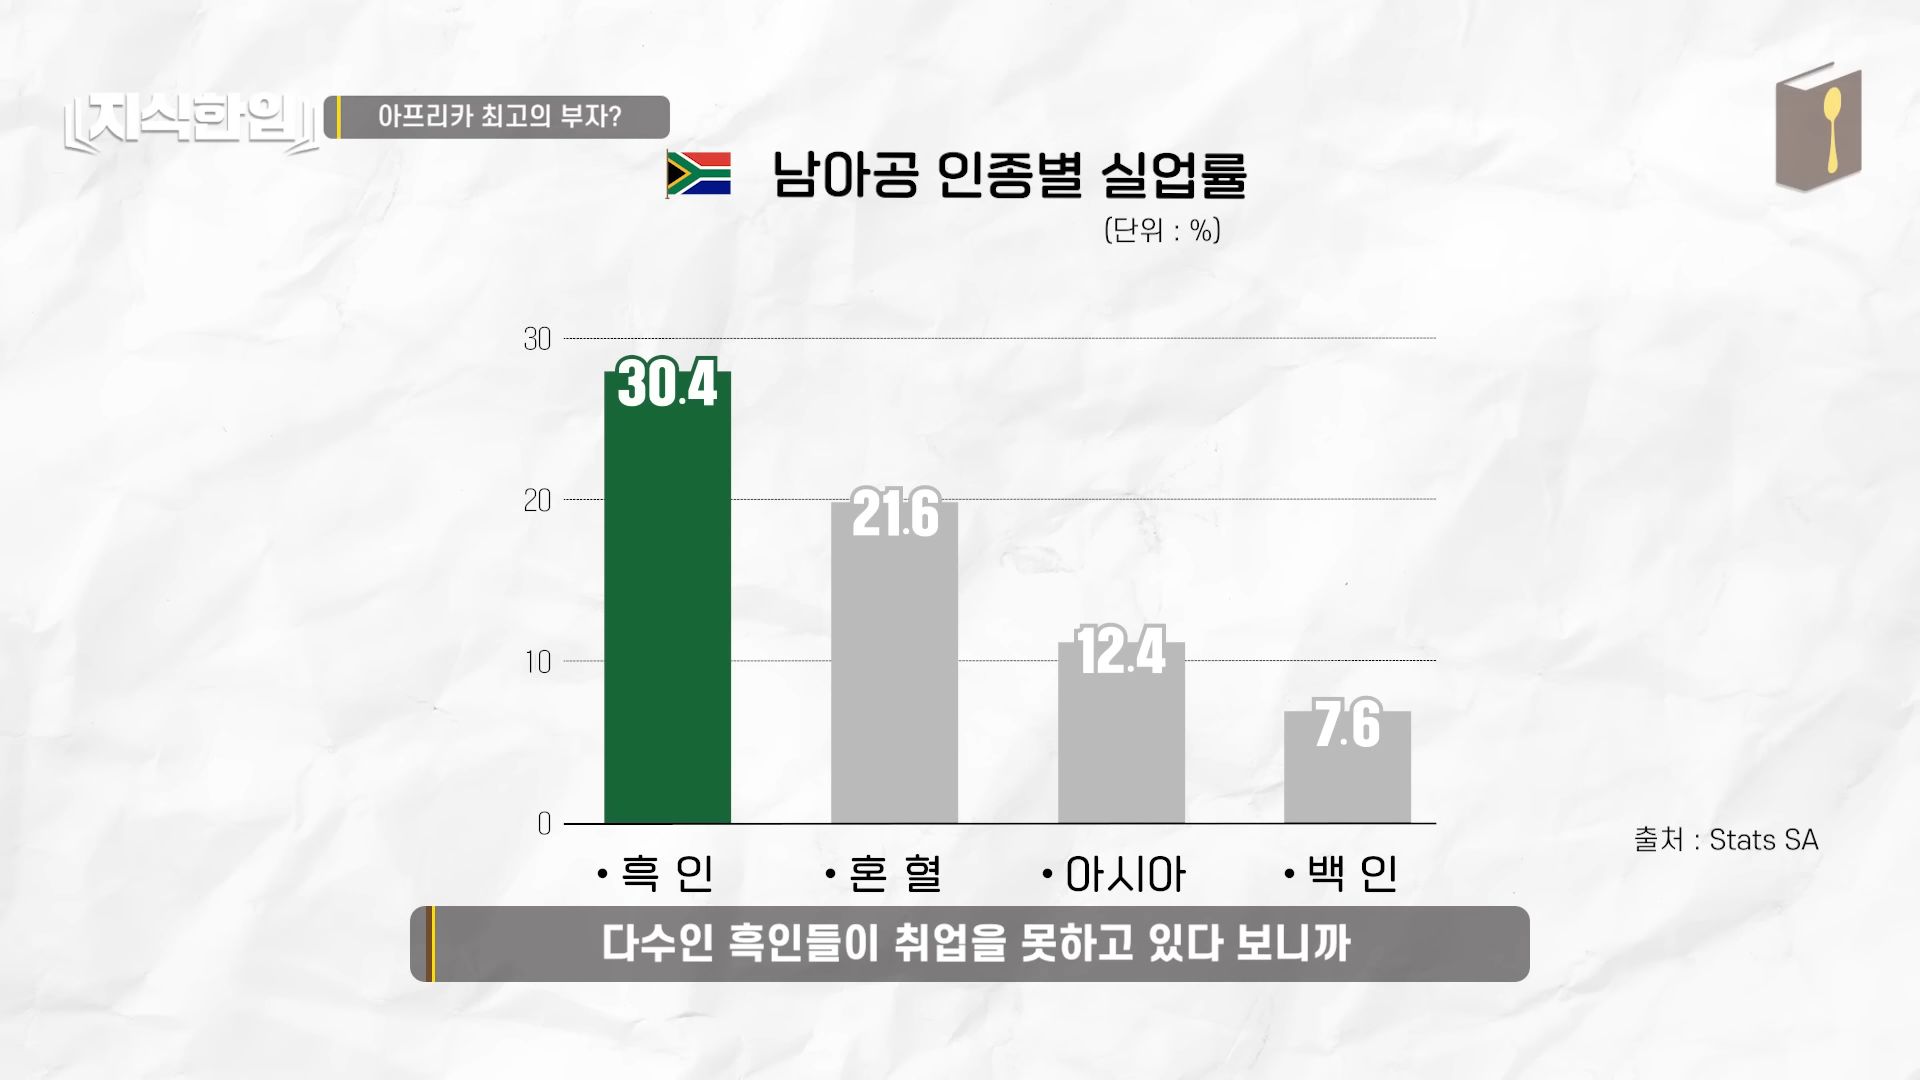 지식한입
아프리카 최고의 부자?
남아공 인종별 실업률
(단위 : %)
30
20
10
0
30.4
21.6
12.4
7.6
• 흑 인
• 혼 혈
• 아시아
• 백 인
출처 : Stats SA
다수인 흑인들이 취업을 못하고 있다 보니까